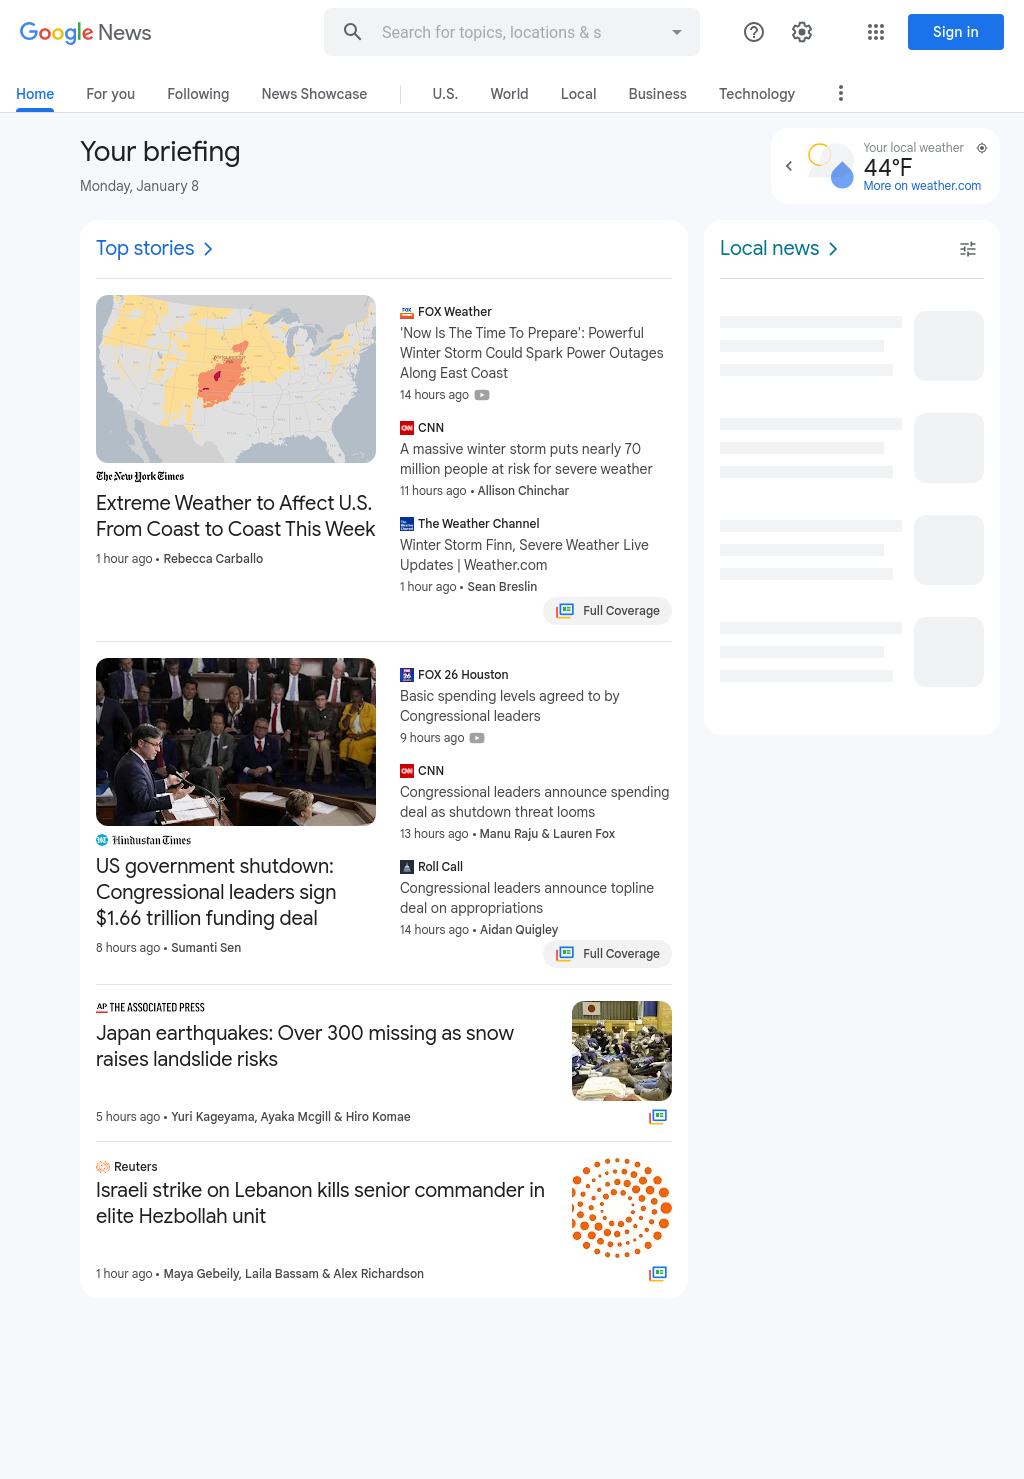 Google News
Search for topics, locations & s
Sign in
Home
For you
Following
News Showcase
U.S.
World
Local
Business
Technology
Your briefing
Monday, January 8
Your local weather
44°F
More on weather.com
Top stories
The New York Times
Extreme Weather to Affect U.S.
From Coast to Coast This Week
1 hour ago • Rebecca Carballo
FOX Weather
'Now Is The Time To Prepare': Powerful
Winter Storm Could Spark Power Outages
Along East Coast
14 hours ago
CNN
A massive winter storm puts nearly 70
million people at risk for severe weather
11 hours ago • Allison Chinchar
The Weather Channel
Winter Storm Finn, Severe Weather Live
Updates | Weather.com
1 hour ago • Sean Breslin
Full Coverage
Hindustan Times
US government shutdown:
Congressional leaders sign
$1.66 trillion funding deal
8 hours ago • Sumanti Sen
FOX 26 Houston
Basic spending levels agreed to by
Congressional leaders
9 hours ago
CNN
Congressional leaders announce spending
deal as shutdown threat looms
13 hours ago • Manu Raju & Lauren Fox
Roll Call
Congressional leaders announce topline
deal on appropriations
14 hours ago • Aidan Quigley
Full Coverage
AP THE ASSOCIATED PRESS
Japan earthquakes: Over 300 missing as snow
raises landslide risks
5 hours ago • Yuri Kageyama, Ayaka Mcgill & Hiro Komae
Reuters
Israeli strike on Lebanon kills senior commander in
elite Hezbollah unit
1 hour ago • Maya Gebeily, Laila Bassam & Alex Richardson
Local news